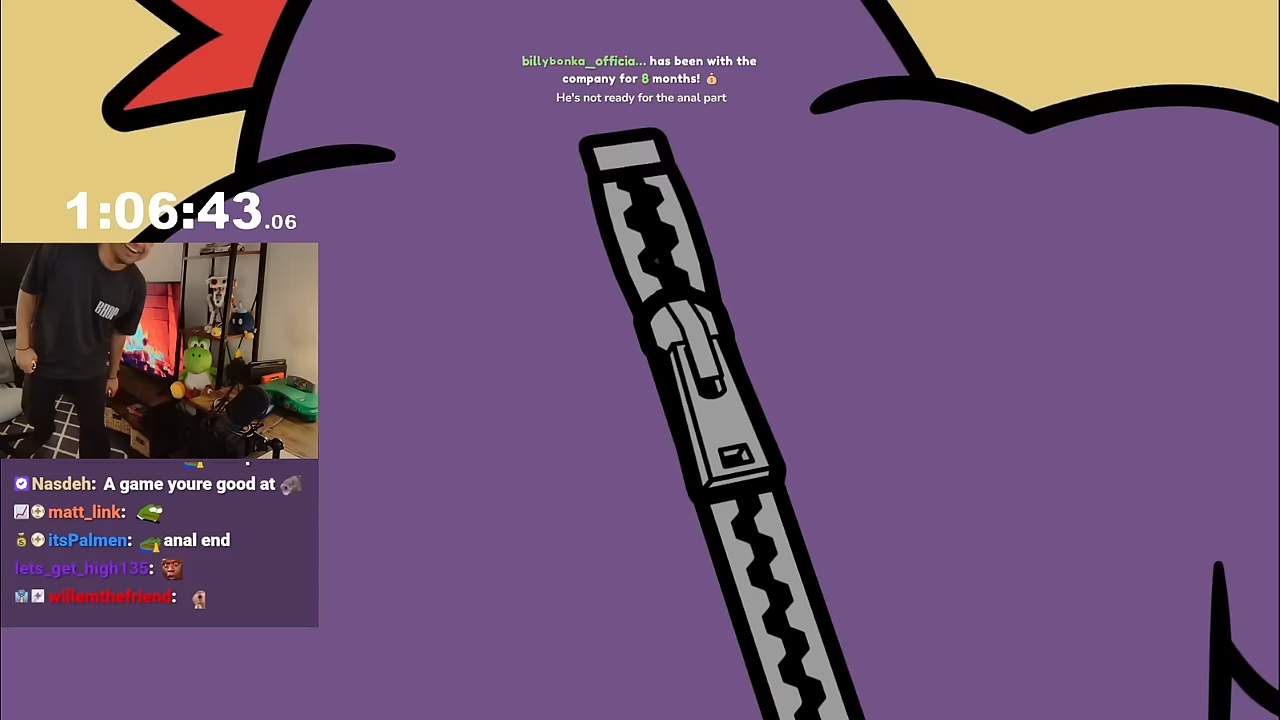 billybonka_officia... has been with the
company for 8 months! 💰
He's not ready for the anal part
1:06:43.06
Nasdeh: A game youre good at
matt_link:
itsPalmen: anal end
lets_get_high135:
willemthefriend: